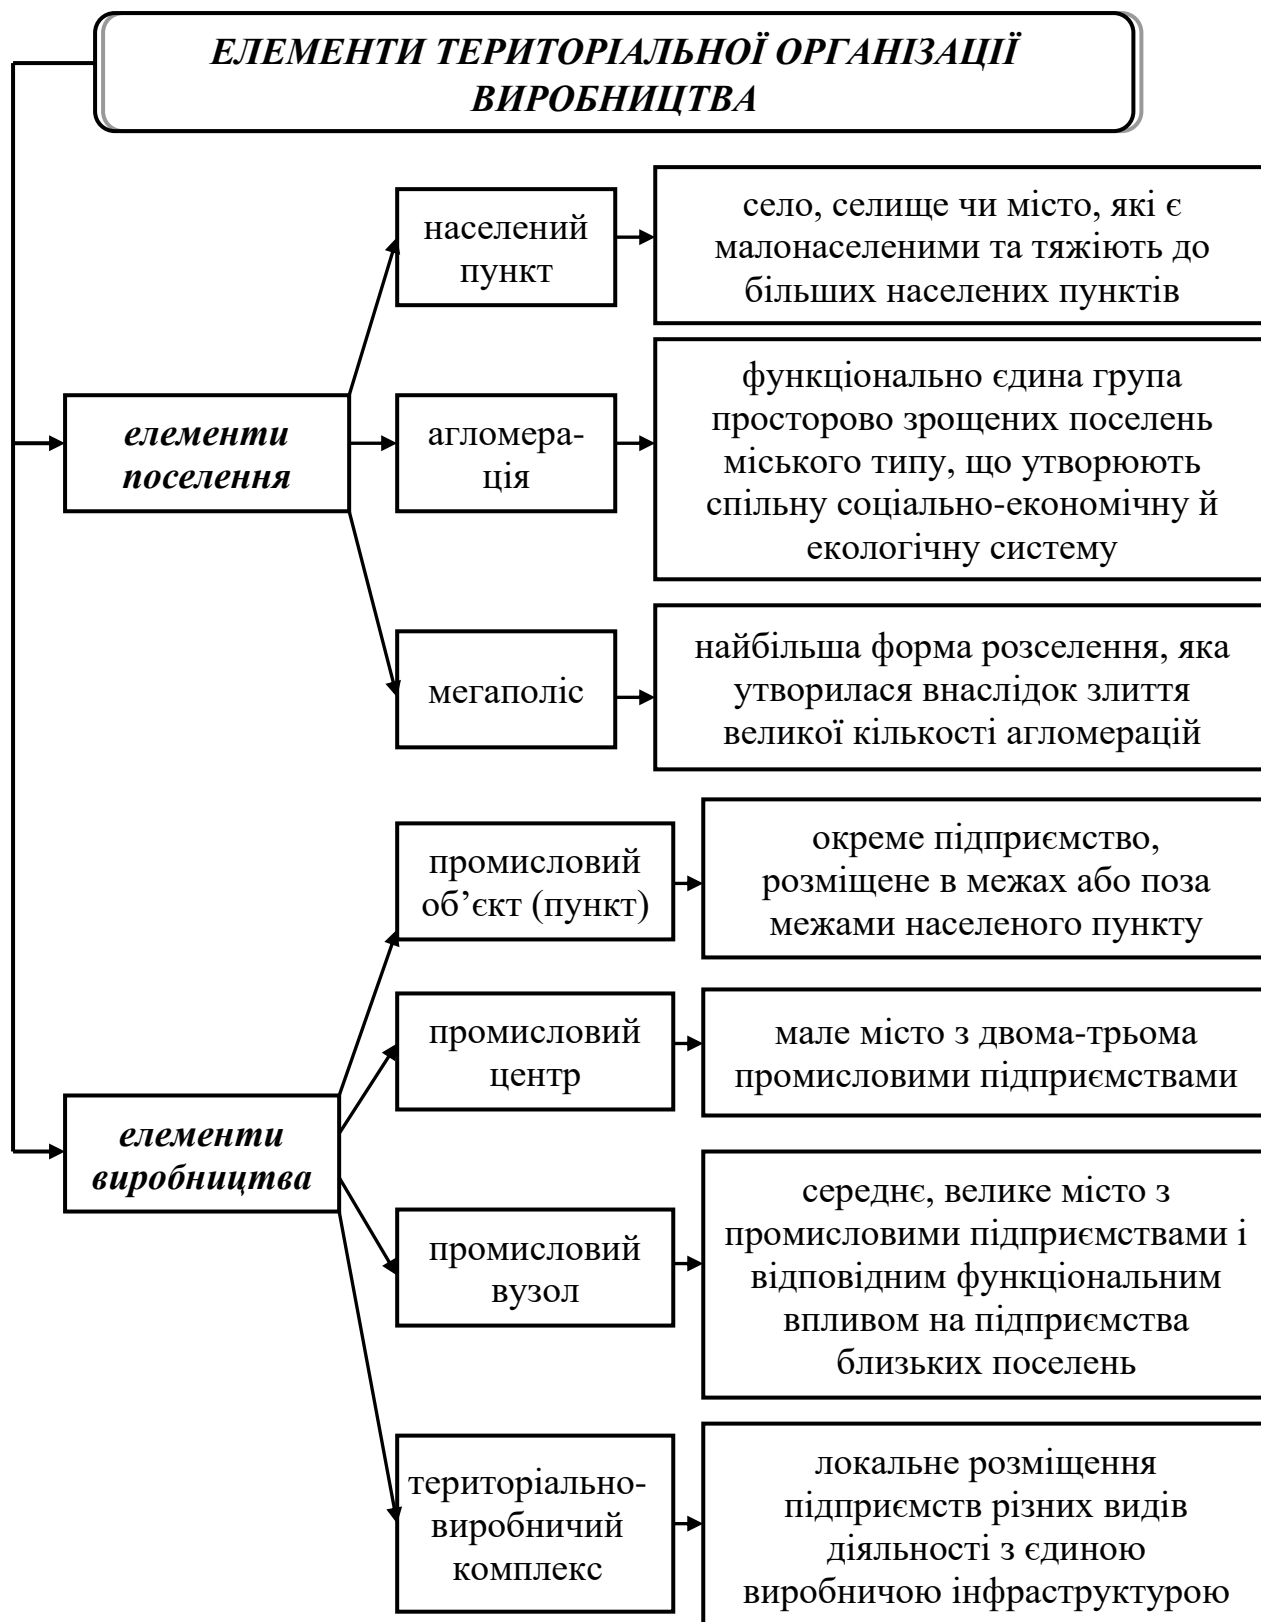 ЕЛЕМЕНТИ ТЕРИТОРІАЛЬНОЇ ОРГАНІЗАЦІЇ
ВИРОБНИЦТВА
елементи
поселення
населений
пункт
село, селище чи місто, які є
малонаселеними та тяжіють до
більших населених пунктів
агломера-
ція
функціонально єдина група
просторово зрощених поселень
міського типу, що утворюють
спільну соціально-економічну й
екологічну систему
мегаполіс
найбільша форма розселення, яка
утворилася внаслідок злиття
великої кількості агломерацій
елементи
виробництва
промисловий
об’єкт (пункт)
окреме підприємство,
розміщене в межах або поза
межами населеного пункту
промисловий
центр
мале місто з двома-трьома
промисловими підприємствами
промисловий
вузол
середнє, велике місто з
промисловими підприємствами і
відповідним функціональним
впливом на підприємства
близьких поселень
територіально-
виробничий
комплекс
локальне розміщення
підприємств різних видів
діяльності з єдиною
виробничою інфраструктурою